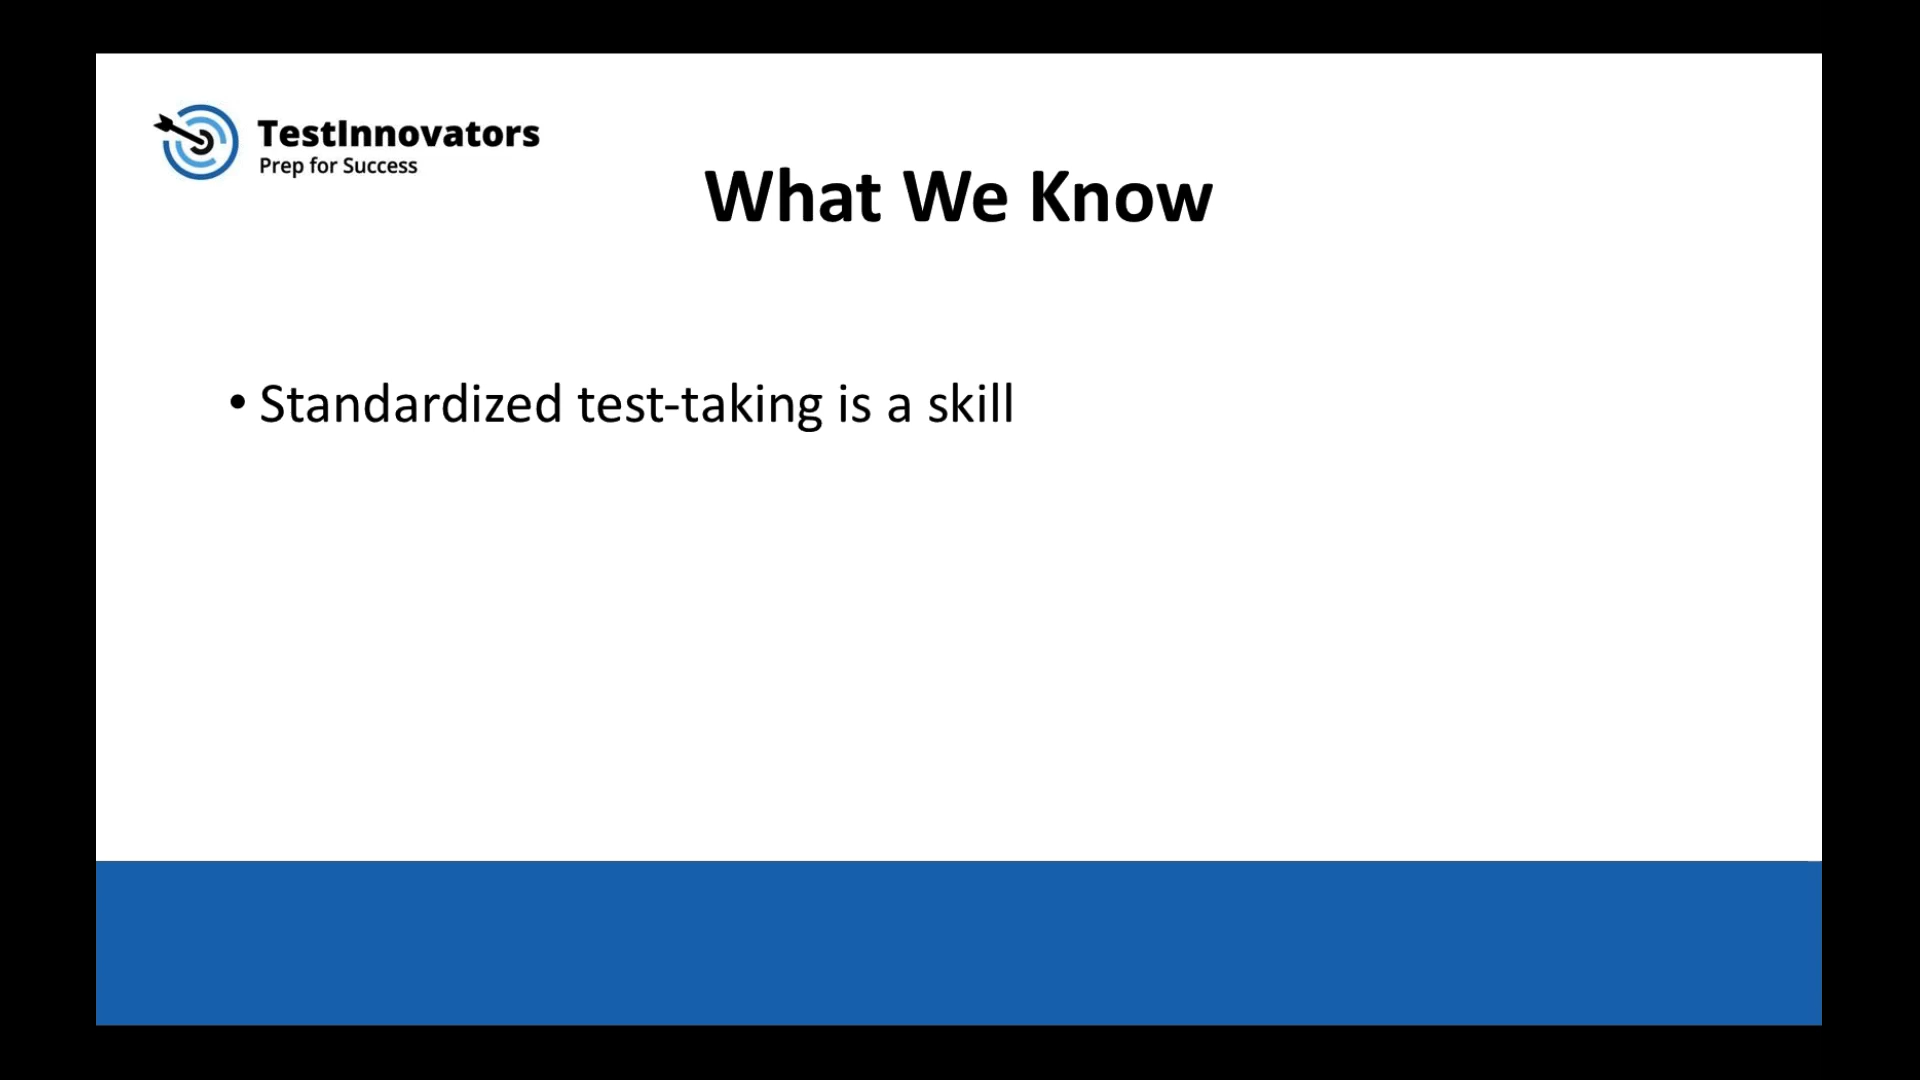 TestInnovators
Prep for Success
What We Know
• Standardized test-taking is a skill